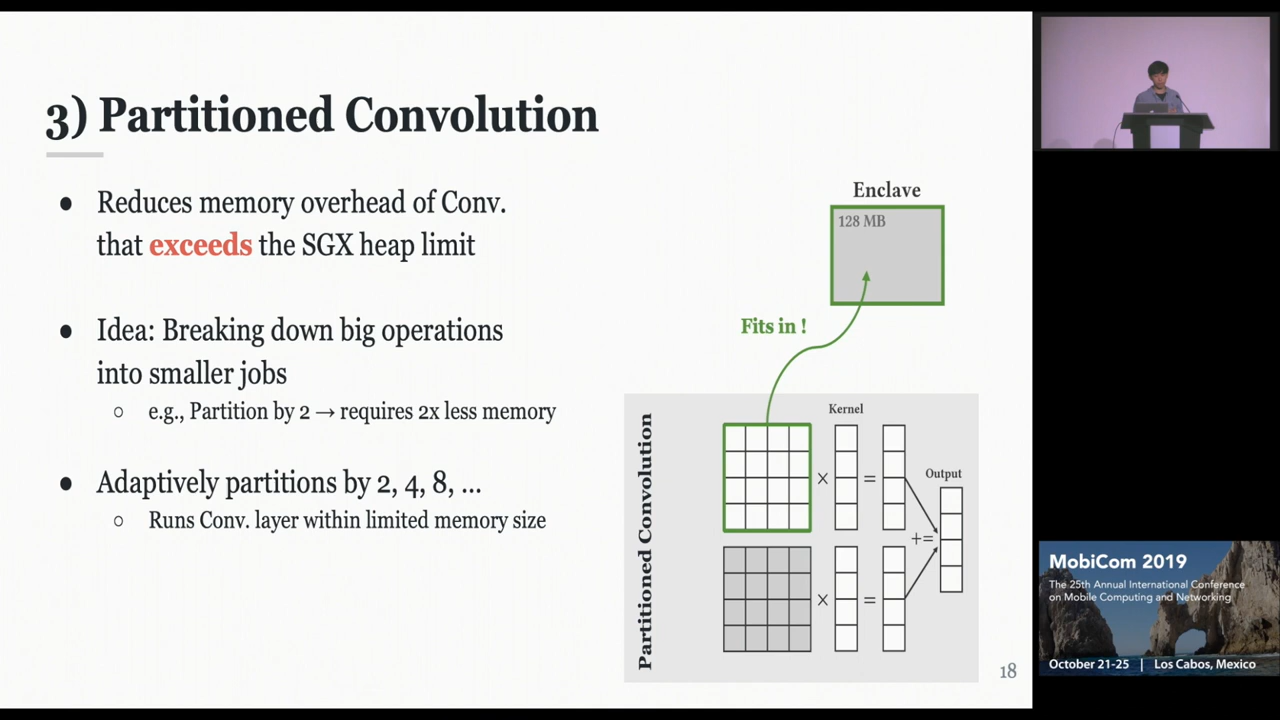 3) Partitioned Convolution
● Reduces memory overhead of Conv.
that exceeds the SGX heap limit
● Idea: Breaking down big operations
into smaller jobs
○ e.g., Partition by 2 → requires 2x less memory
● Adaptively partitions by 2, 4, 8, ...
○ Runs Conv. layer within limited memory size
Enclave
128 MB
Fits in !
Partitioned Convolution
Kernel
× =
Output
+=
× =
18
MobiCom 2019
The 25th Annual International Conference
on Mobile Computing and Networking
October 21-25 | Los Cabos, Mexico